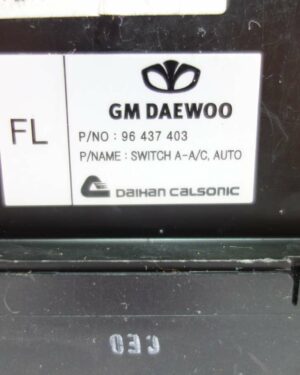 GM DAEWOO
FL
P/NO : 96 437 403
P/NAME : SWITCH A-A/C, AUTO
DAIHAN CALSONIC